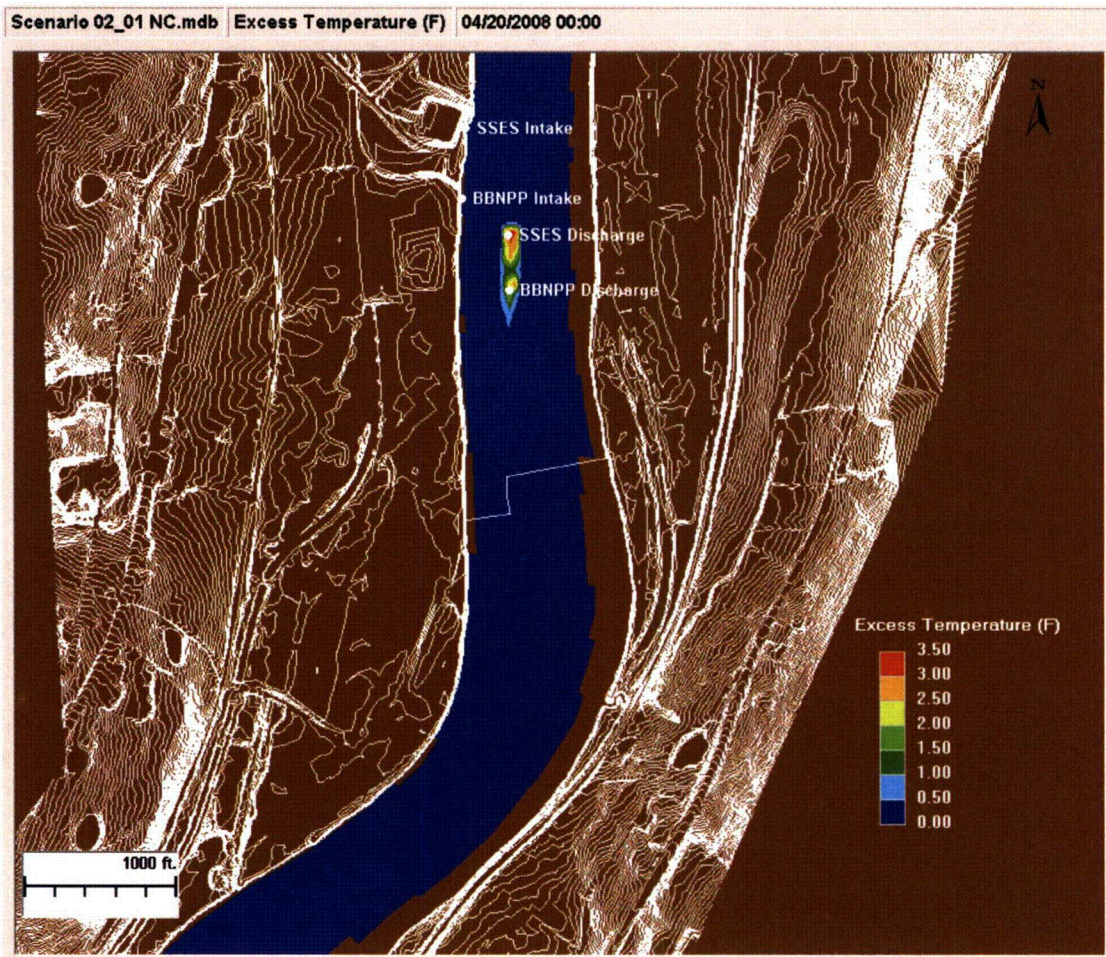 Scenario 02_01 NC.mdb Excess Temperature (F) 04/20/2008 00:00
N
SSES Intake
BBNPP Intake
SSES Discharge
BBNPP Discharge
Excess Temperature (F)
3.50
3.00
2.50
2.00
1.50
1.00
0.50
0.00
1000 ft.